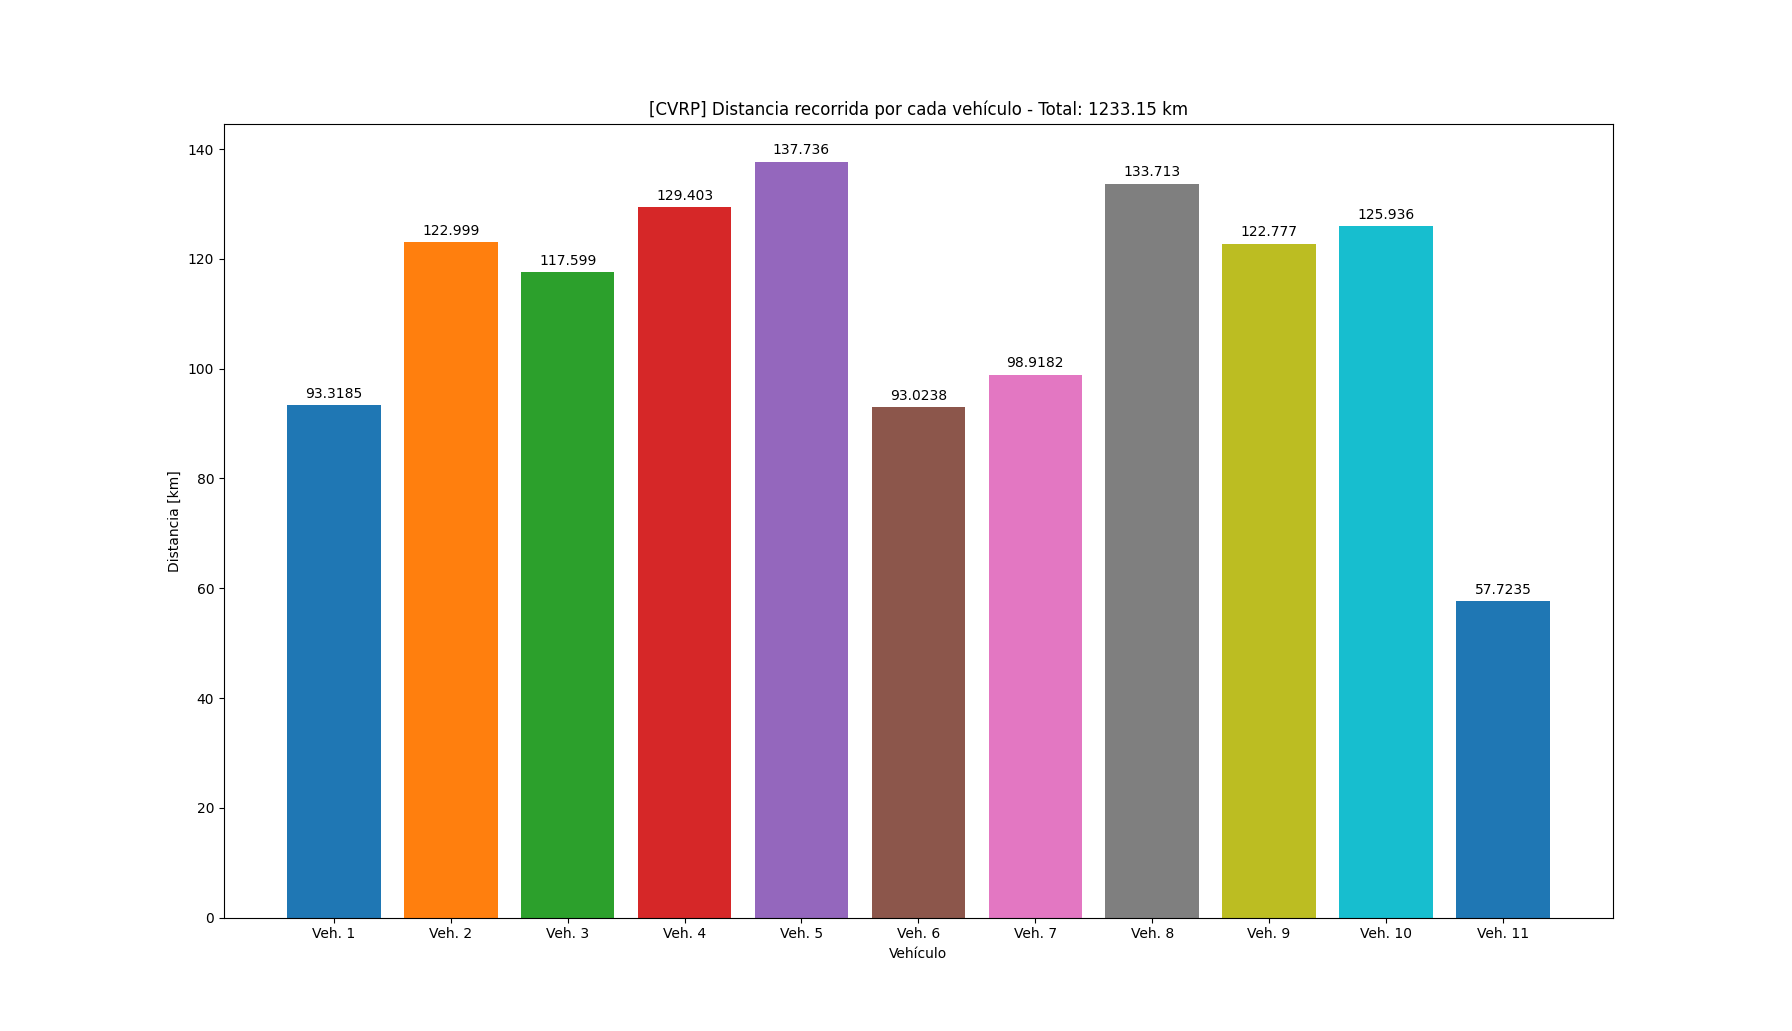 [CVRP] Distancia recorrida por cada vehículo - Total: 1233.15 km
140
120
100
80
60
40
20
0
Distancia [km]
93.3185
122.999
117.599
129.403
137.736
93.0238
98.9182
133.713
122.777
125.936
57.7235
Veh. 1
Veh. 2
Veh. 3
Veh. 4
Veh. 5
Veh. 6
Veh. 7
Veh. 8
Veh. 9
Veh. 10
Veh. 11
Vehículo